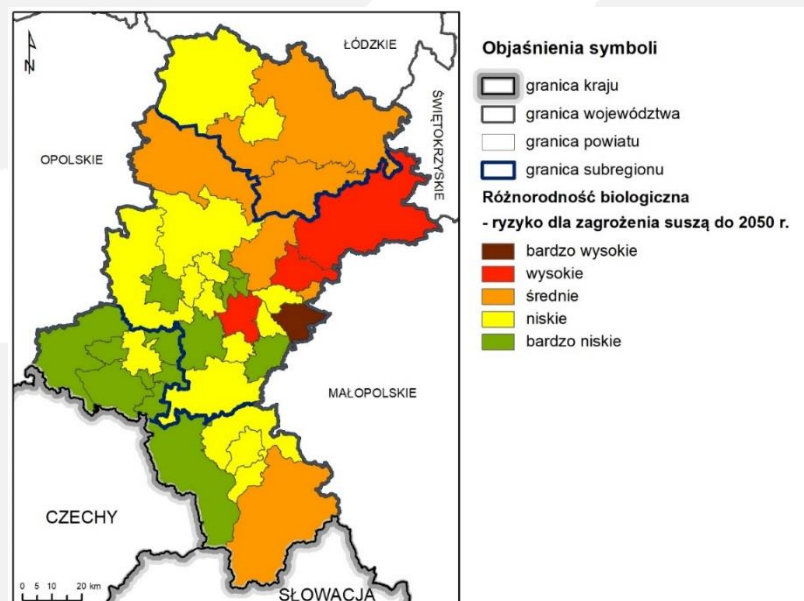 N
ŁÓDZKIE
ŚWIĘTOKRZYSKIE
OPOLSKIE
MAŁOPOLSKIE
CZECHY
SŁOWACJA
0 5 10 20 km
Objaśnienia symboli
granica kraju
granica województwa
granica powiatu
granica subregionu
Różnorodność biologiczna
- ryzyko dla zagrożenia suszą do 2050 r.
bardzo wysokie
wysokie
średnie
niskie
bardzo niskie